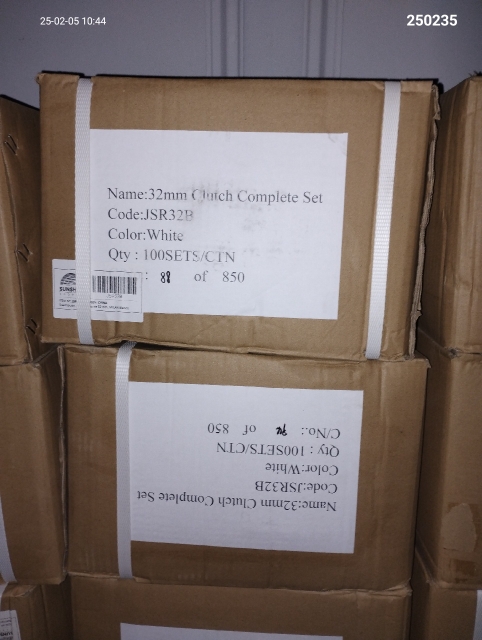 25-02-05 10:44
250235
Name:32mm Clutch Complete Set
Code:JSR32B
Color:White
Qty : 100SETS/CTN
: 88 of 850
Name:32mm Clutch Complete Set
Code:JSR32B
Color:White
Qty : 100SETS/CTN
C/No.: of 850